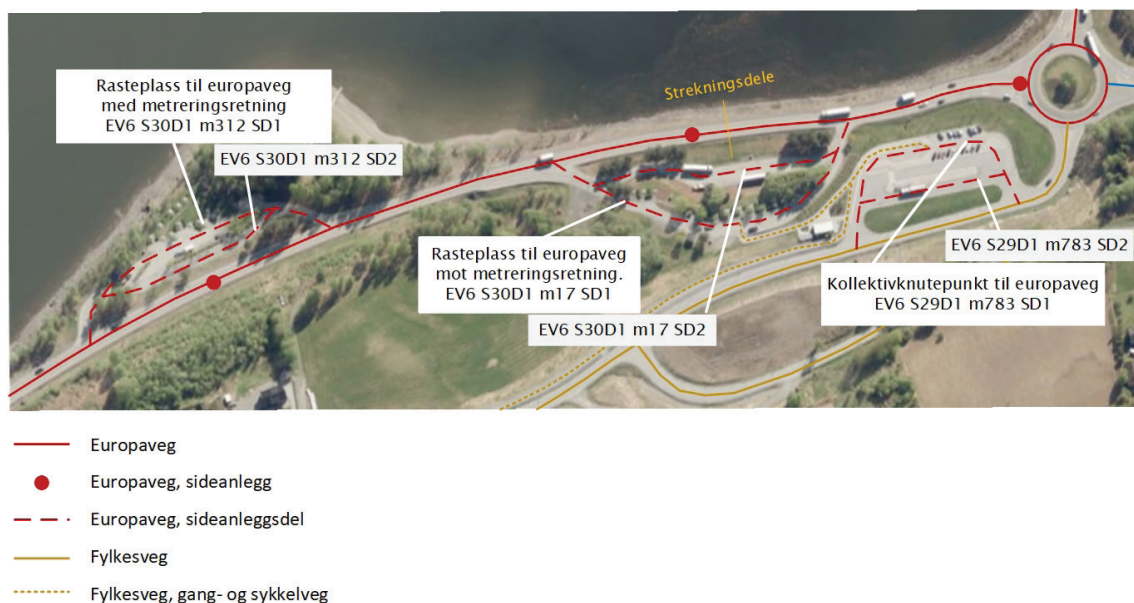 Rasteplass til europaveg
med metreringsretning
EV6 S30D1 m312 SD1
EV6 S30D1 m312 SD2
Strekningsdele
Rasteplass til europaveg
mot metreringsretning.
EV6 S30D1 m17 SD1
EV6 S30D1 m17 SD2
EV6 S29D1 m783 SD2
Kollektivknutepunkt til europaveg
EV6 S29D1 m783 SD1
Europaveg
Europaveg, sideanlegg
Europaveg, sideanleggsdel
Fylkesveg
Fylkesveg, gang- og sykkelveg